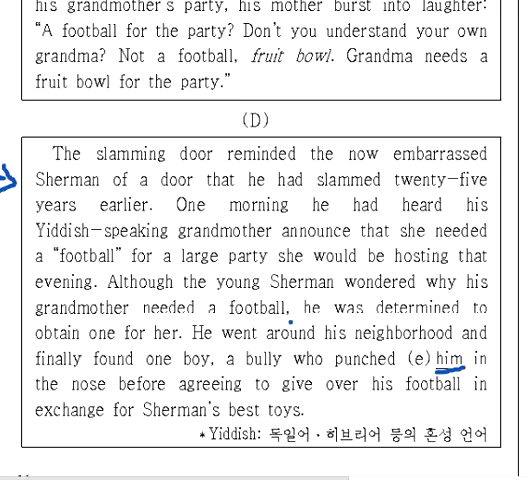 his grandmother's party, his mother burst into laughter:
“A football for the party? Don't you understand your own
grandma? Not a football, fruit bowl. Grandma needs a
fruit bowl for the party.”
(D)
The slamming door reminded the now embarrassed
Sherman of a door that he had slammed twenty-five
years earlier. One morning he had heard his
Yiddish-speaking grandmother announce that she needed
a “football” for a large party she would be hosting that
evening. Although the young Sherman wondered why his
grandmother needed a football, he was determined to
obtain one for her. He went around his neighborhood and
finally found one boy, a bully who punched (e) him in
the nose before agreeing to give over his football in
exchange for Sherman's best toys.
* Yiddish: 독일어·히브리어 등의 혼성 언어